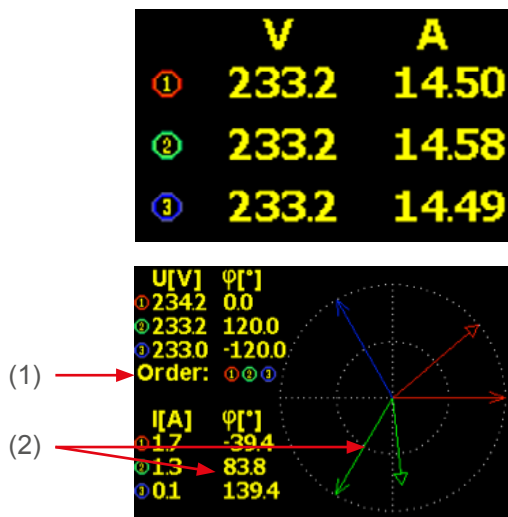 V A
1 233.2 14.50
2 233.2 14.58
3 233.2 14.49
U[V] φ[°]
1 234.2 0.0
2 233.2 120.0
3 233.0 -120.0
(1)
Order: 1 2 3
I[A] φ[°]
(2)
1 1.7 -39.4
2 1.3 83.8
3 0.1 139.4